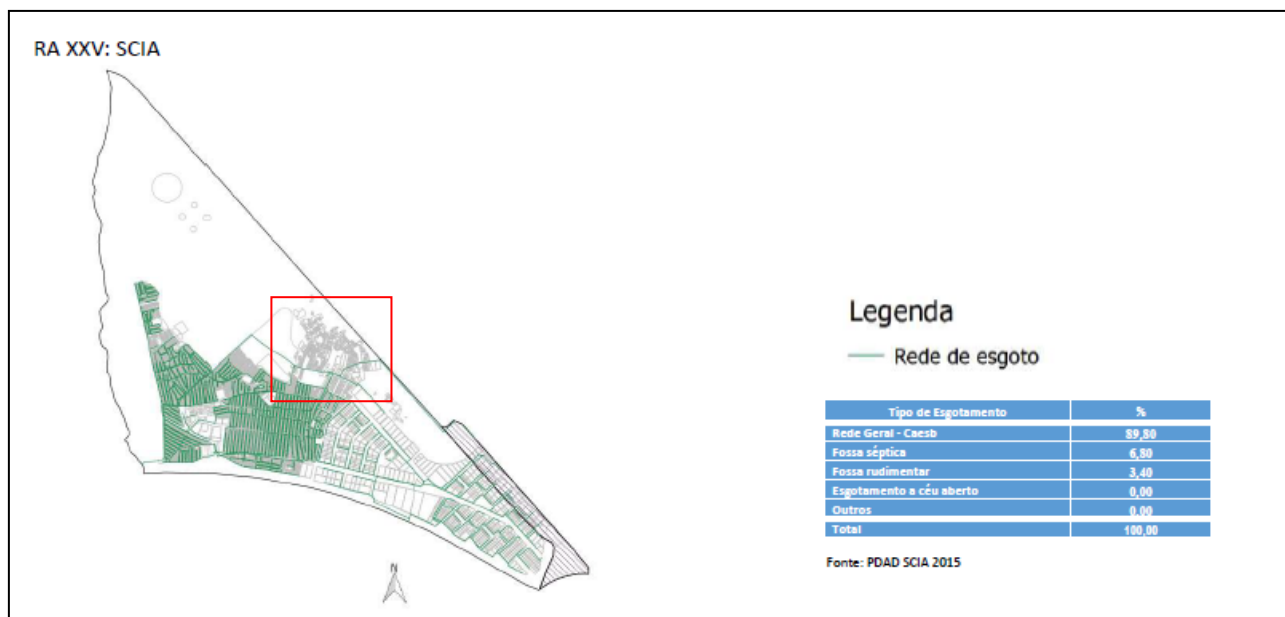 RA XXV: SCIA
N
Legenda
Rede de esgoto
Tipo de Esgotamento %
Rede Geral - Caesb 89,80
Fossa séptica 6,80
Fossa rudimentar 3,40
Esgotamento a céu aberto 0,00
Outros 0,00
Total 100,00
Fonte: PDAD SCIA 2015